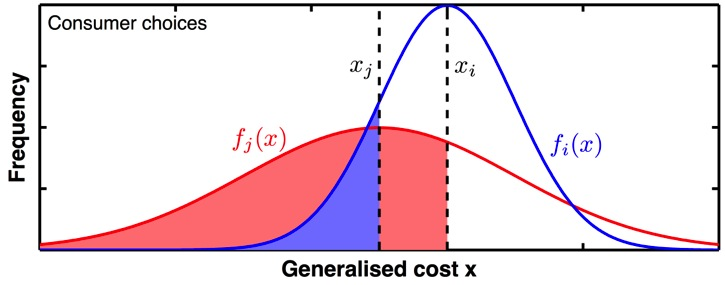 Consumer choices
x_j
x_i
f_j(x)
f_i(x)
Frequency
Generalised cost x